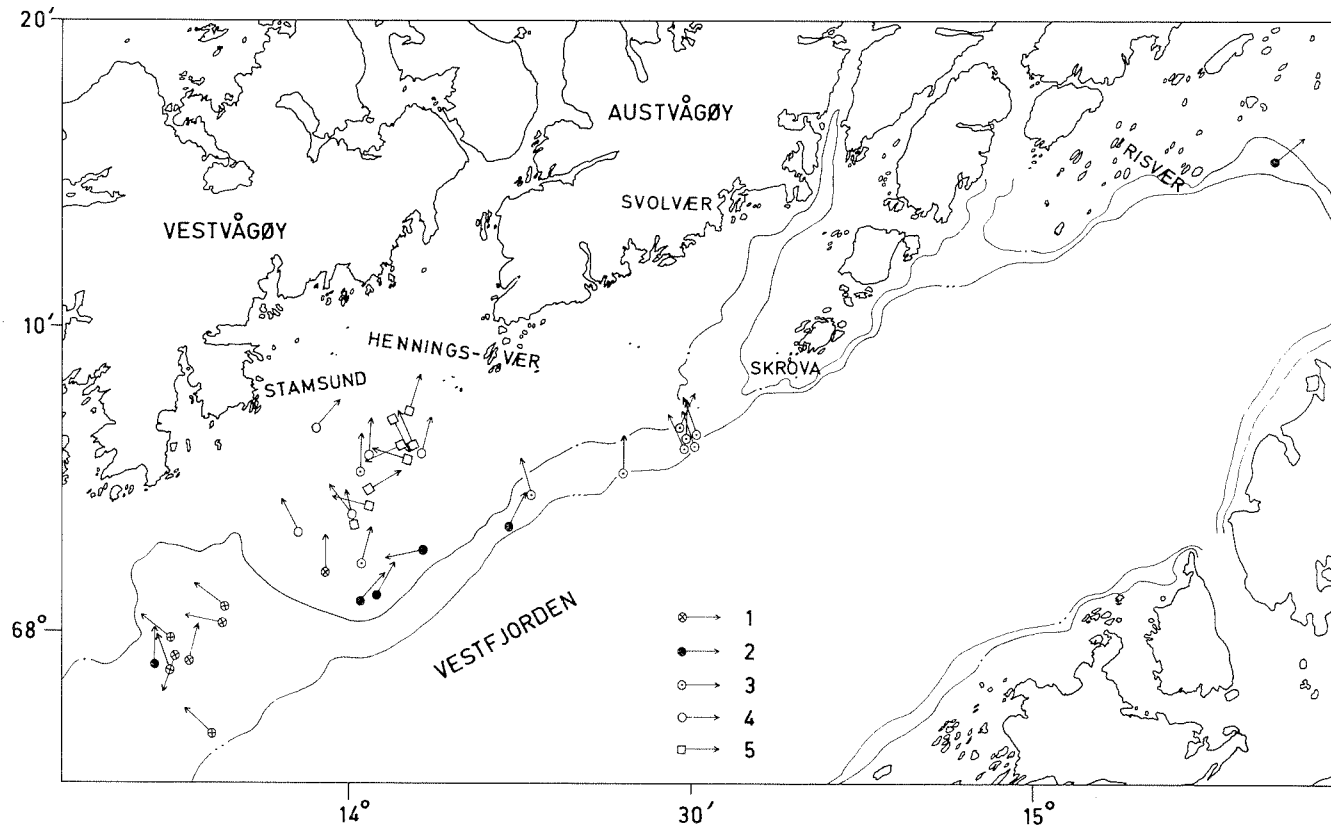 20′
AUSTVÅGØY
RISVÆR
SVOLVÆR
VESTVÅGØY
10′
HENNINGS-VÆR
STAMSUND
SKROVA
68°
VESTFJORDEN
1
2
3
4
5
14°
30′
15°